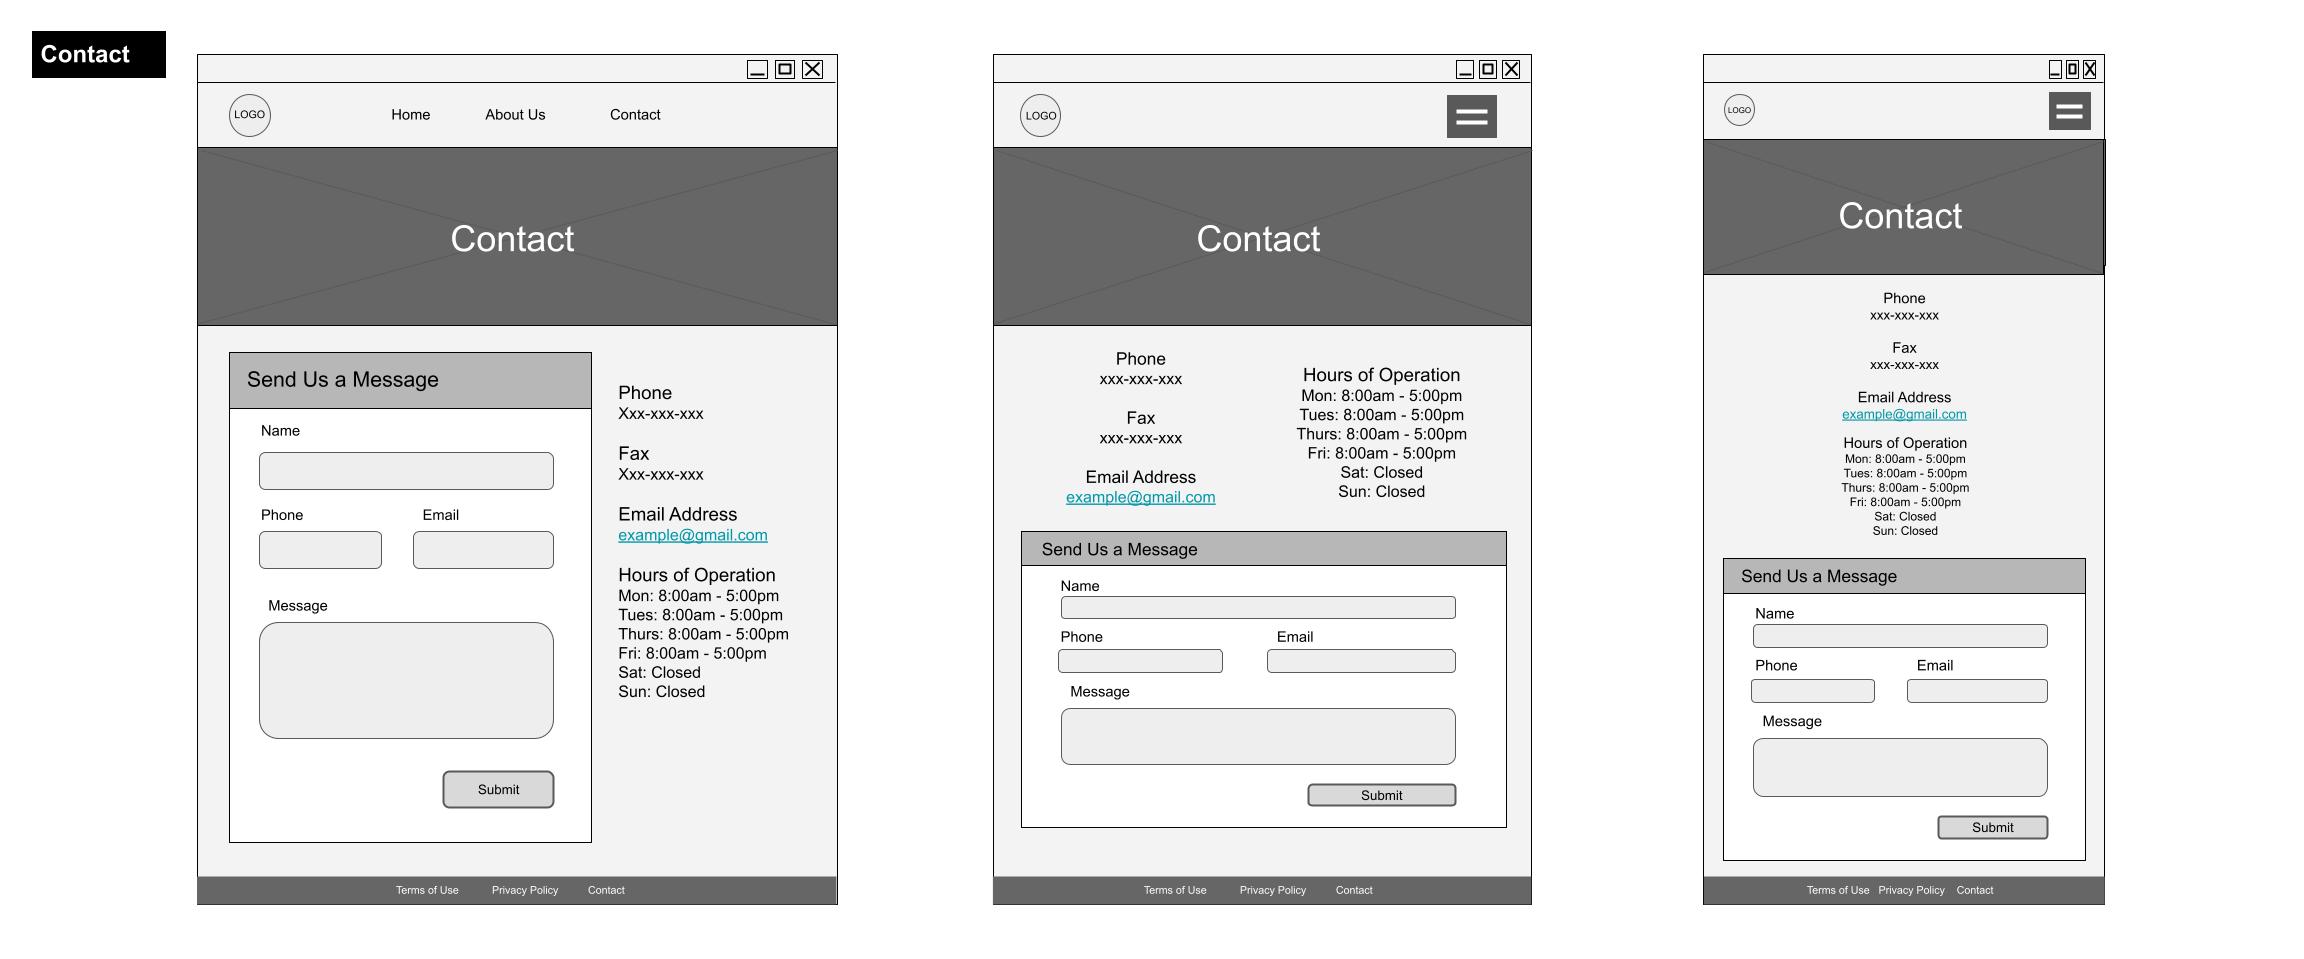 Contact
LOGO
Home About Us Contact
Contact
Send Us a Message
Name
Phone Email
Message
Submit
Phone
Xxx-xxx-xxx
Fax
Xxx-xxx-xxx
Email Address
example@gmail.com
Hours of Operation
Mon: 8:00am - 5:00pm
Tues: 8:00am - 5:00pm
Thurs: 8:00am - 5:00pm
Fri: 8:00am - 5:00pm
Sat: Closed
Sun: Closed
Terms of Use Privacy Policy Contact
LOGO
Contact
Phone
xxx-xxx-xxx
Fax
xxx-xxx-xxx
Email Address
example@gmail.com
Hours of Operation
Mon: 8:00am - 5:00pm
Tues: 8:00am - 5:00pm
Thurs: 8:00am - 5:00pm
Fri: 8:00am - 5:00pm
Sat: Closed
Sun: Closed
Send Us a Message
Name
Phone Email
Message
Submit
Terms of Use Privacy Policy Contact
LOGO
Contact
Phone
xxx-xxx-xxx
Fax
xxx-xxx-xxx
Email Address
example@gmail.com
Hours of Operation
Mon: 8:00am - 5:00pm
Tues: 8:00am - 5:00pm
Thurs: 8:00am - 5:00pm
Fri: 8:00am - 5:00pm
Sat: Closed
Sun: Closed
Send Us a Message
Name
Phone Email
Message
Submit
Terms of Use Privacy Policy Contact